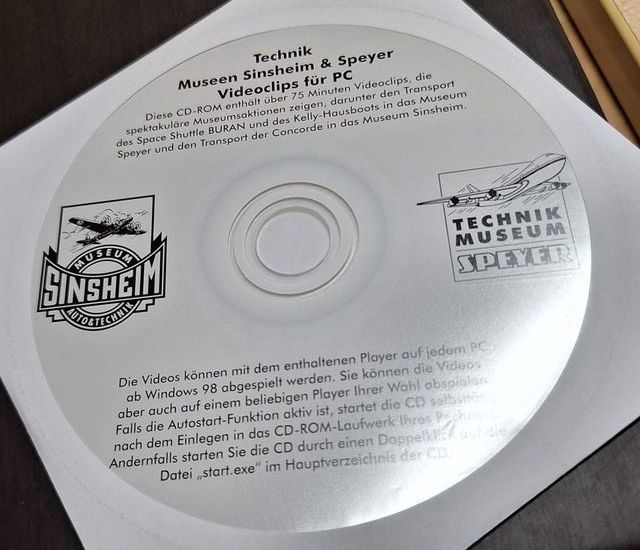 Technik
Museen Sinsheim & Speyer
Videoclips für PC
Diese CD-ROM enthält über 75 Minuten Videoclips, die
spektakuläre Museumsaktionen zeigen, darunter den Transport
des Space Shuttle BURAN und des Kelly-Hausboots in das Museum
Speyer und den Transport der Concorde in das Museum Sinsheim.
MUSEUM
SINSHEIM
AUTO&TECHNIK
TECHNIK
MUSEUM
SPEYER
Die Videos können mit dem enthaltenen Player auf jedem PC
ab Windows 98 abgespielt werden. Sie können die Videos
aber auch auf einem beliebigen Player Ihrer Wahl abspielen.
Falls die Autostart-Funktion aktiv ist, startet die CD selbsttätig
nach dem Einlegen in das CD-ROM-Laufwerk Ihres Rechners.
Andernfalls starten Sie die CD durch einen Doppelklick auf die
Datei „start.exe" im Hauptverzeichnis der CD.